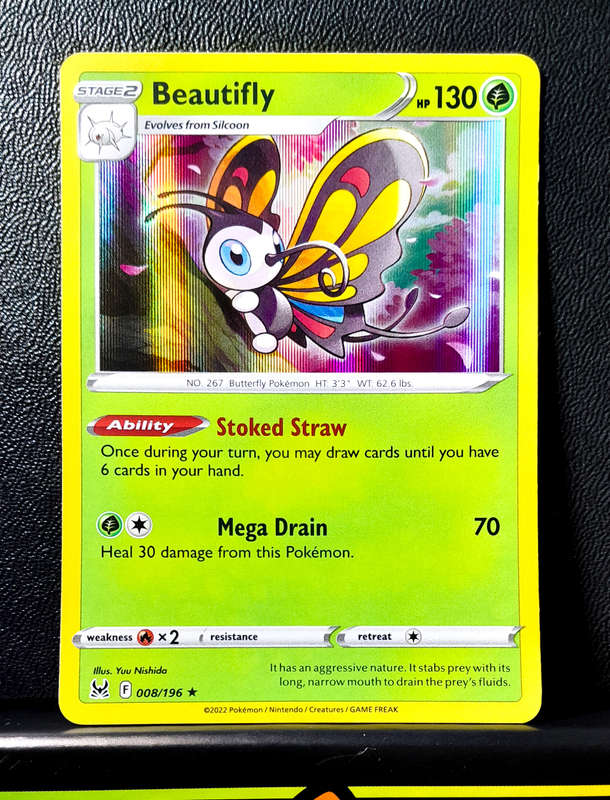 STAGE2 Beautifly HP 130
Evolves from Silcoon
NO. 267 Butterfly Pokémon HT: 3'3" WT: 62.6 lbs.
Ability Stoked Straw
Once during your turn, you may draw cards until you have
6 cards in your hand.
Mega Drain 70
Heal 30 damage from this Pokémon.
weakness ×2 resistance retreat
Illus. Yuu Nishida
It has an aggressive nature. It stabs prey with its
long, narrow mouth to drain the prey's fluids.
F 008/196 ★
©2022 Pokémon / Nintendo / Creatures / GAME FREAK